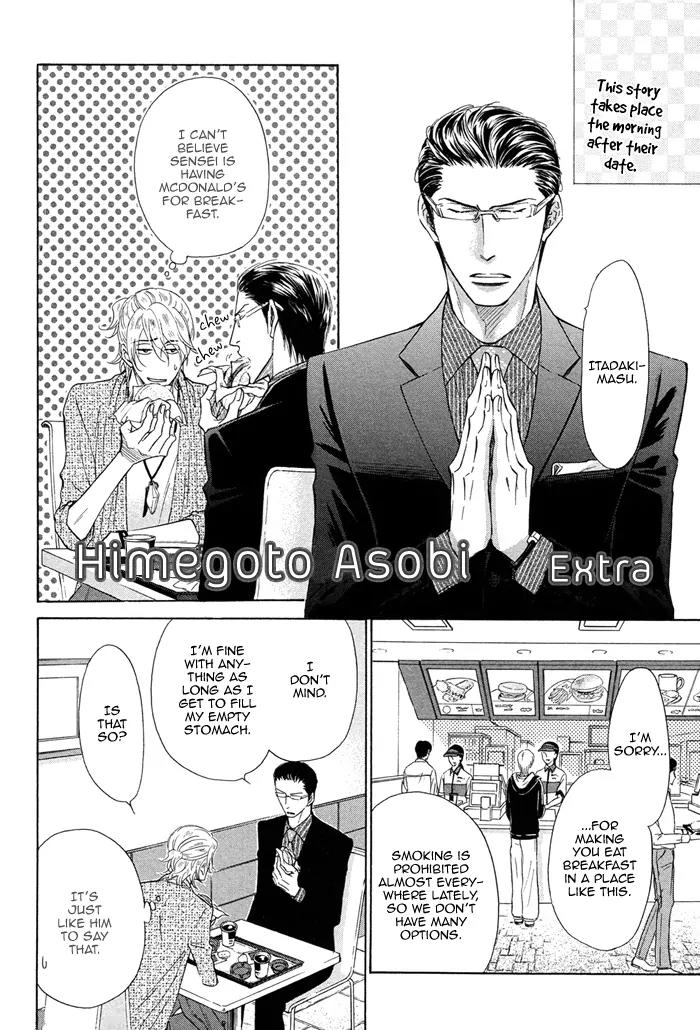 This story
takes place
the morning
after their
date.
ITADAKI-
MASU.
I CAN'T
BELIEVE
SENSEI IS
HAVING
MCDONALD'S
FOR BREAK-
FAST.
chew
chew
Himegoto Asobi Extra
I'M
SORRY...
...FOR
MAKING
YOU EAT
BREAKFAST
IN A PLACE
LIKE THIS.
SMOKING IS
PROHIBITED
ALMOST EVERY-
WHERE LATELY,
SO WE DON'T
HAVE MANY
OPTIONS.
I
DON'T
MIND.
I'M FINE
WITH ANY-
THING AS
LONG AS I
GET TO FILL
MY EMPTY
STOMACH.
IS
THAT
SO?
IT'S
JUST
LIKE HIM
TO SAY
THAT.